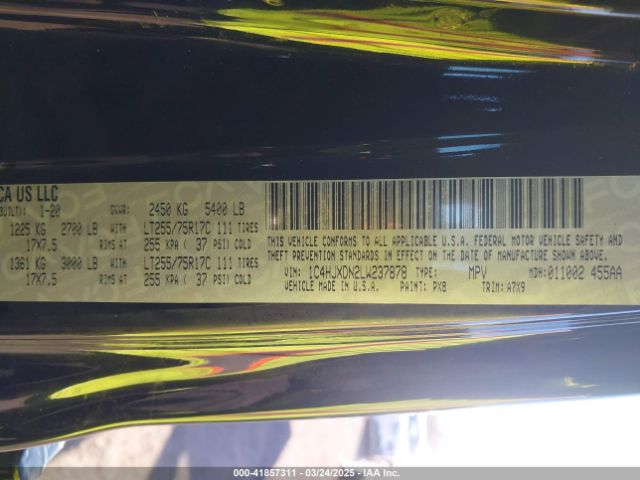 CA US LLC
BUILT): 1-20 GVWR: 2450 KG 5400 LB
1225 KG 2700 LB WITH LT255/75R17C 111 TIRES
17X7.5 RIMS AT 255 KPA ( 37 PSI) COLD
1361 KG 3000 LB WITH LT255/75R17C 111 TIRES
17X7.5 RIMS AT 255 KPA ( 37 PSI) COLD
THIS VEHICLE CONFORMS TO ALL APPLICABLE U.S.A. FEDERAL MOTOR VEHICLE SAFETY AND
THEFT PREVENTION STANDARDS IN EFFECT ON THE DATE OF MANUFACTURE SHOWN ABOVE.
VIN: 1C4HJXDN2LW237878 TYPE: MPV MDH: 011002 455AA
VEHICLE MADE IN U.S.A. PAINT: PX8 TRIM: A7X9
000-41857311 - 03/24/2025 - IAA Inc.